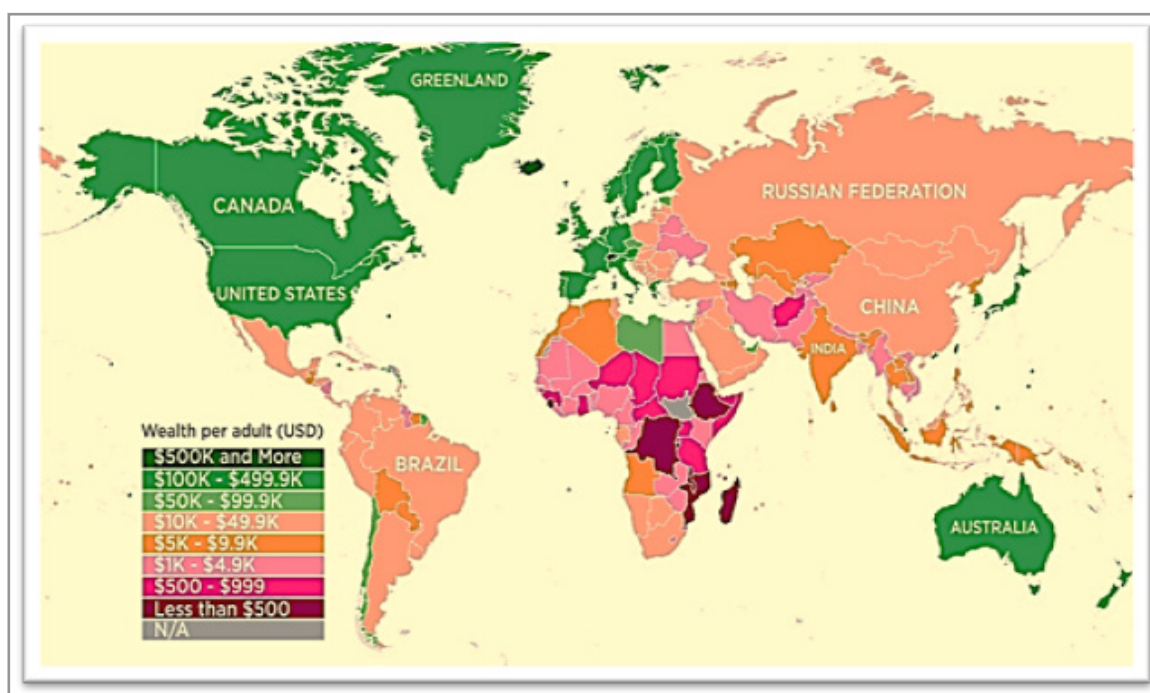 GREENLAND
CANADA
RUSSIAN FEDERATION
UNITED STATES
CHINA
INDIA
Wealth per adult (USD)
$500K and More
$100K - $499.9K
$50K - $99.9K
$10K - $49.9K
$5K - $9.9K
$1K - $4.9K
$500 - $999
Less than $500
N/A
BRAZIL
AUSTRALIA